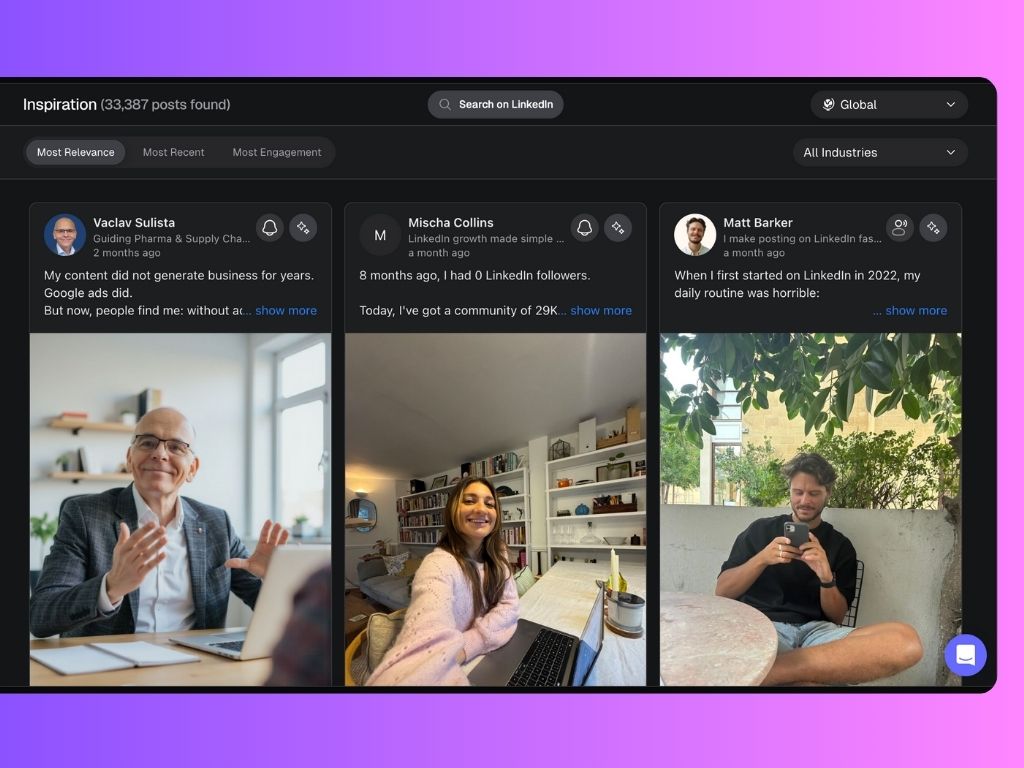 Inspiration (33,387 posts found)
Search on LinkedIn
Global
Most Relevance
Most Recent
Most Engagement
All Industries
Vaclav Sulista
Guiding Pharma & Supply Cha...
2 months ago
My content did not generate business for years.
Google ads did.
But now, people find me: without ac... show more
M
Mischa Collins
LinkedIn growth made simple ...
a month ago
8 months ago, I had 0 LinkedIn followers.
Today, I've got a community of 29K... show more
Matt Barker
I make posting on LinkedIn fas...
a month ago
When I first started on LinkedIn in 2022, my
daily routine was horrible:
... show more